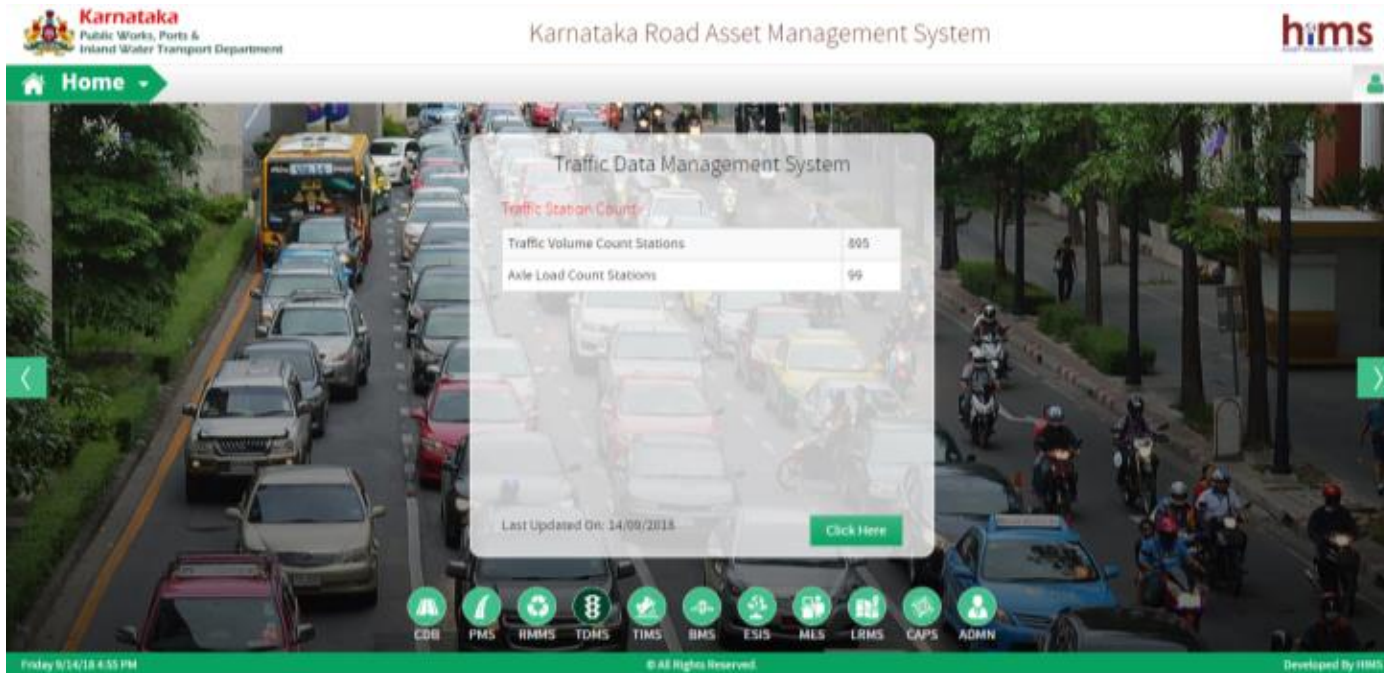 Karnataka
Public Works, Ports &
Inland Water Transport Department
Karnataka Road Asset Management System
hims
ASSET MANAGEMENT SYSTEM
Home
Traffic Data Management System
Traffic Station Count:
Traffic Volume Count Stations 895
Axle Load Count Stations 99
Last Updated On: 14/09/2018
Click Here
CDB PMS RMMS TDMS TIMS BMS ESIS MLS LRMS CAPS ADMN
Friday 9/14/18 4:55 PM © All Rights Reserved. Developed By HIMS